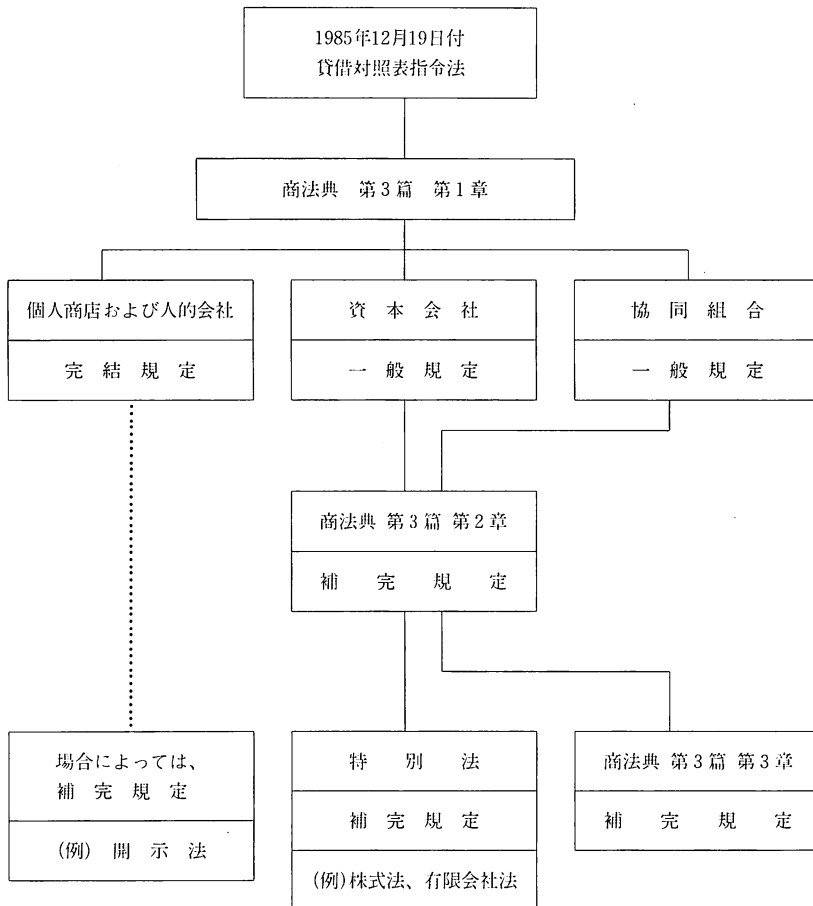 1985年12月19日付
貸借対照表指令法
商法典 第3篇 第1章
個人商店および人的会社
完結規定
資本会社
一般規定
協同組合
一般規定
商法典 第3篇 第2章
補完規定
場合によっては、
補完規定
(例) 開示法
特別法
補完規定
(例)株式法、有限会社法
商法典 第3篇 第3章
補完規定